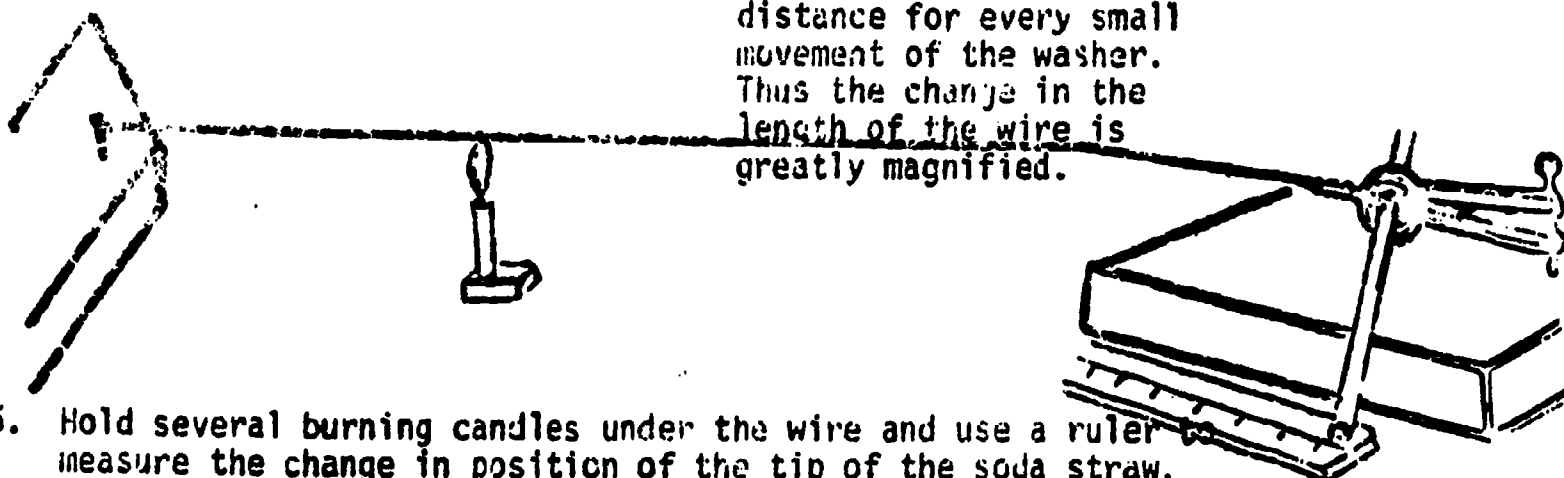 distance for every small
movement of the washer.
Thus the change in the
length of the wire is
greatly magnified.
Hold several burning candles under the wire and use a ruler to
measure the change in position of the tip of the soda straw.